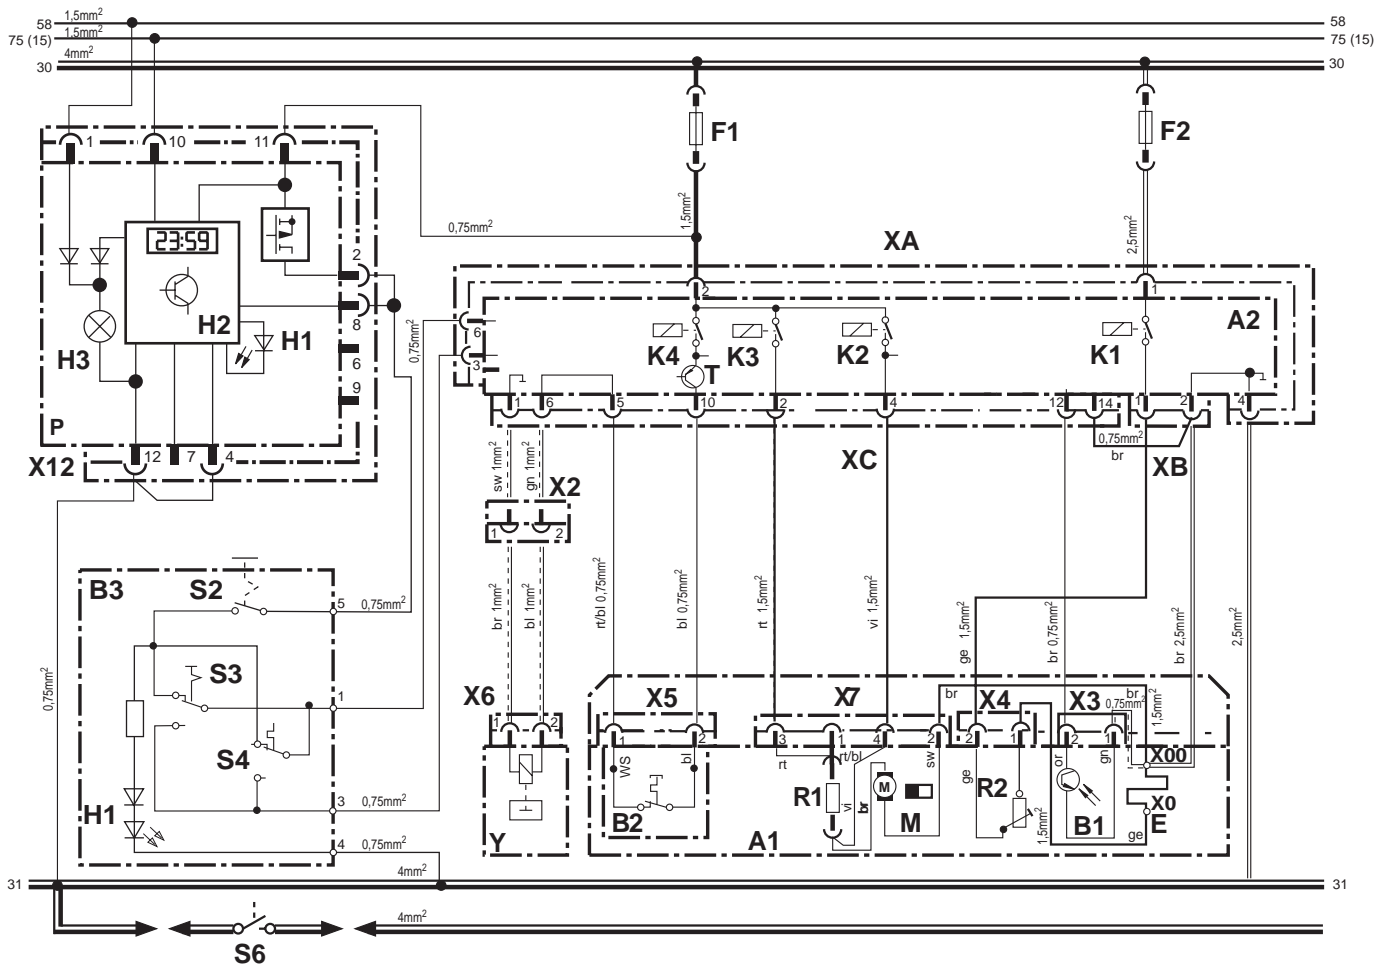 1,5mm²
58
58
1,5mm²
75 (15)
75 (15)
4mm²
30
30
F1
F2
1
10
11
1,5mm²
0,75mm²
2,5mm²
23:59
XA
2
8
6
9
H2
H1
H3
P
X12
12
7
4
0,75mm²
2
1
6
3
A2
K4
K3
K2
K1
T
1
6
5
10
2
4
12
14
1
2
4
0,75mm²
br
XC
XB
sw 1mm²
gn 1mm²
X2
1
2
br 1mm²
bl 1mm²
rt/bl 0,75mm²
bl 0,75mm²
rt 1,5mm²
vi 1,5mm²
ge 1,5mm²
br 0,75mm²
br 2,5mm²
2,5mm²
B3
S2
5
0,75mm²
S3
1
S4
H1
3
0,75mm²
4
0,75mm²
0,75mm²
X6
1
2
Y
X5
1
2
WS
bl
B2
X7
3
1
4
2
rt
rt/bl
sw
br
R1
vi
br
M
M
A1
X4
2
1
ge
R2
1,5mm²
X3
2
1
or
gn
0,75mm²
br
1,5mm²
B1
X00
X0
E
ge
4mm²
31
31
4mm²
S6